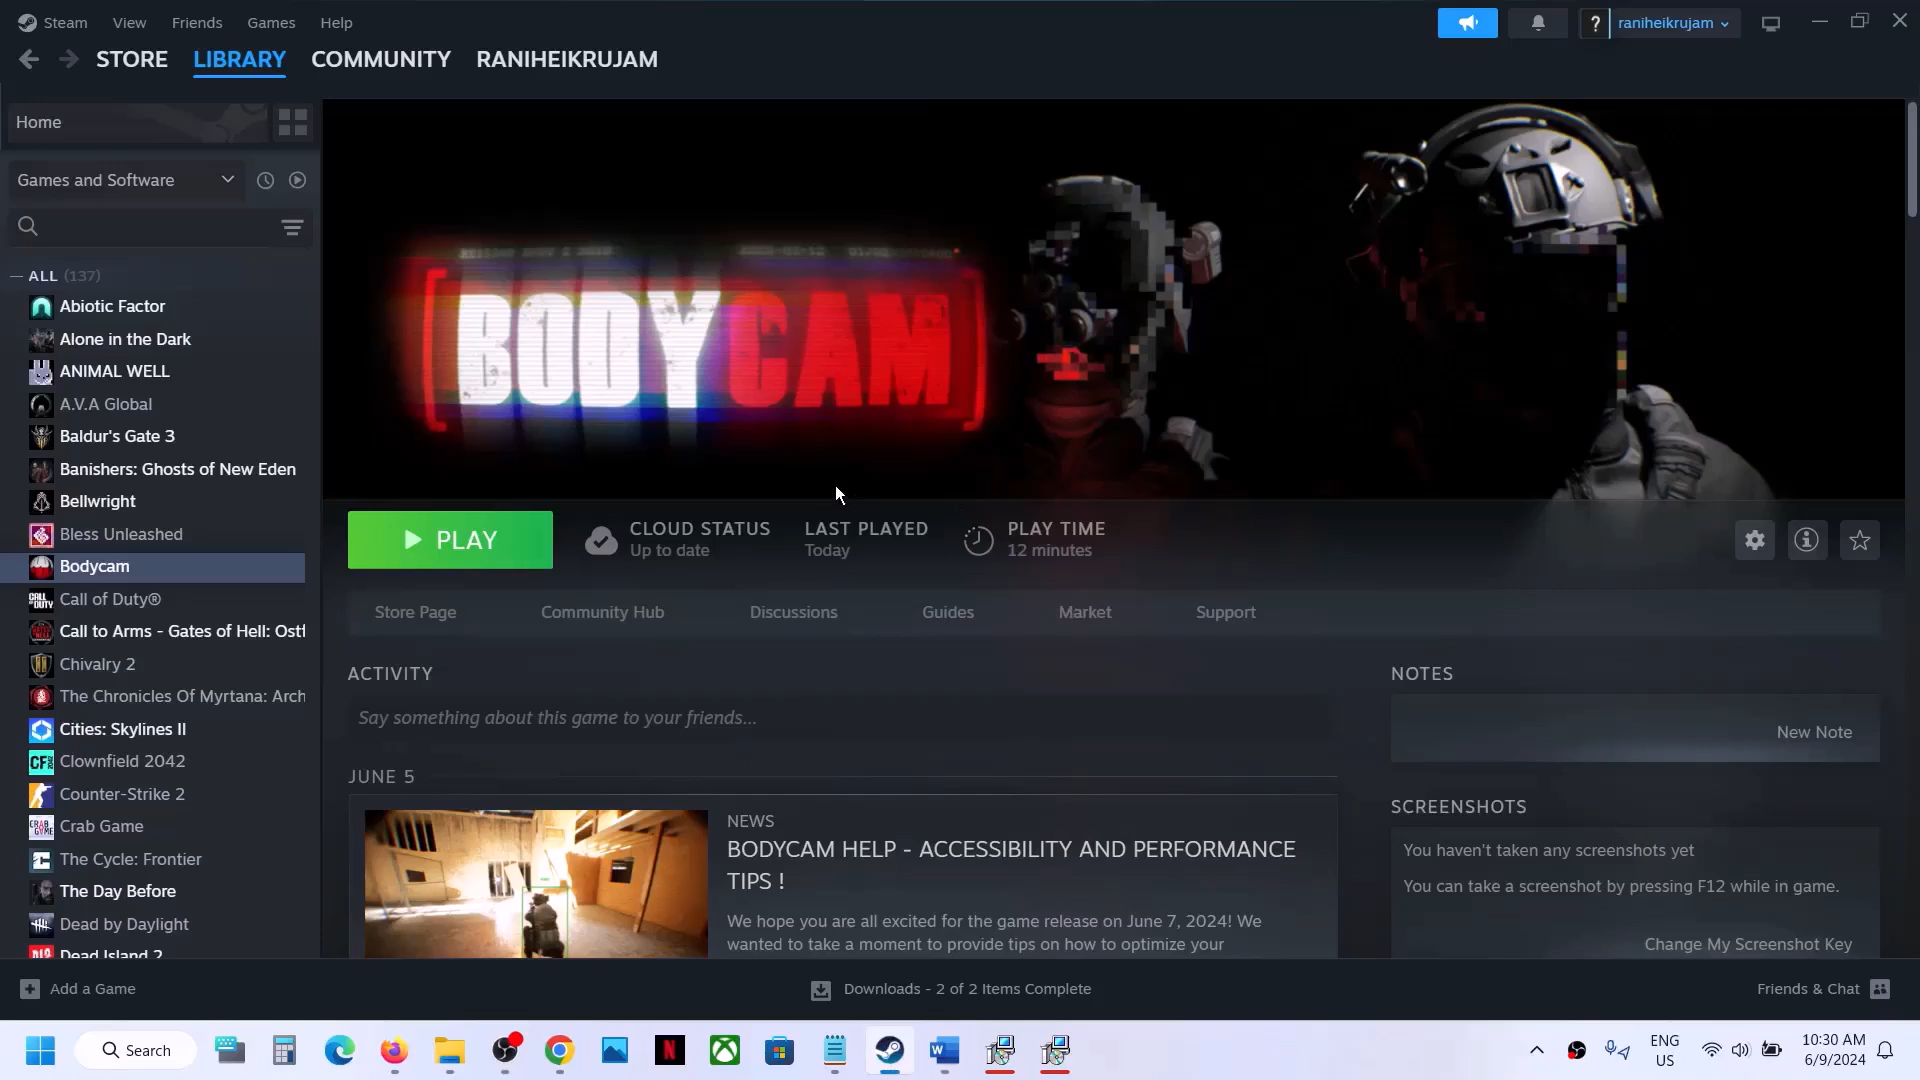 Steam View Friends Games Help
? raniheikrujam
STORE LIBRARY COMMUNITY RANIHEIKRUJAM
Home
Games and Software
ALL (137)
Abiotic Factor
Alone in the Dark
ANIMAL WELL
A.V.A Global
Baldur's Gate 3
Banishers: Ghosts of New Eden
Bellwright
Bless Unleashed
Bodycam
Call of Duty®
Call to Arms - Gates of Hell: Ostf
Chivalry 2
The Chronicles Of Myrtana: Arch
Cities: Skylines II
Clownfield 2042
Counter-Strike 2
Crab Game
The Cycle: Frontier
The Day Before
Dead by Daylight
Dead Island 2
BODYCAM
PLAY
CLOUD STATUS
Up to date
LAST PLAYED
Today
PLAY TIME
12 minutes
Store Page Community Hub Discussions Guides Market Support
ACTIVITY
Say something about this game to your friends...
JUNE 5
NEWS
BODYCAM HELP - ACCESSIBILITY AND PERFORMANCE
TIPS !
We hope you are all excited for the game release on June 7, 2024! We
wanted to take a moment to provide tips on how to optimize your
NOTES
New Note
SCREENSHOTS
You haven't taken any screenshots yet
You can take a screenshot by pressing F12 while in game.
Change My Screenshot Key
Add a Game
Downloads - 2 of 2 Items Complete
Friends & Chat
Search
ENG
US
10:30 AM
6/9/2024